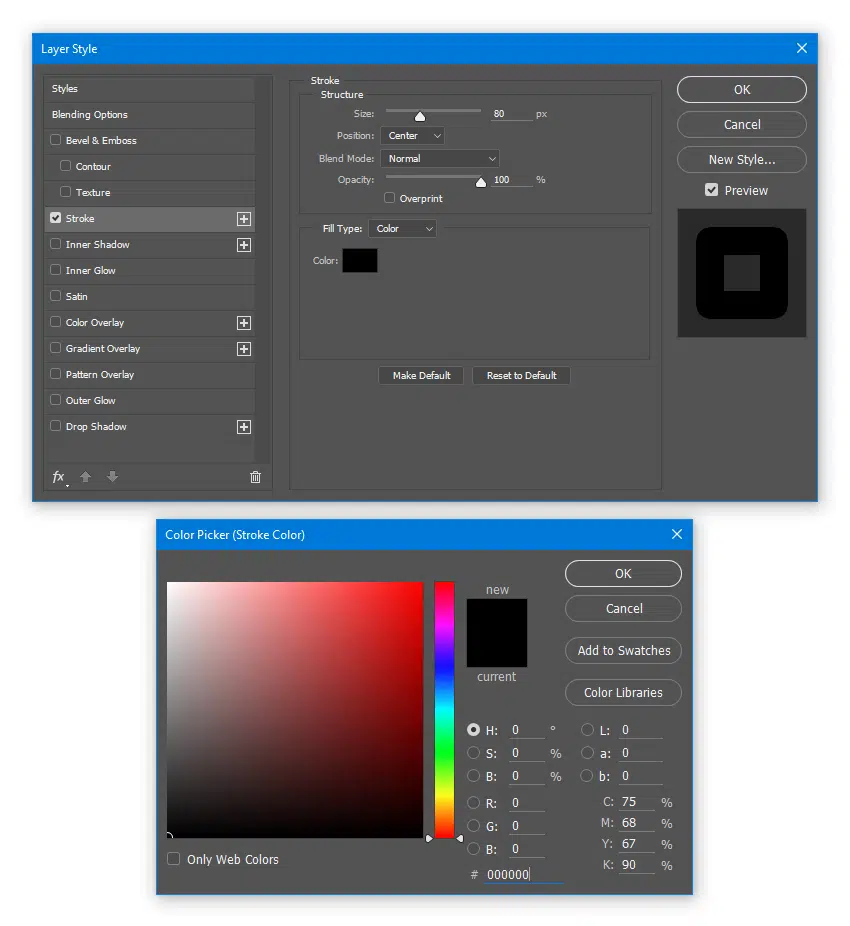 Layer Style
Styles
Blending Options
Bevel & Emboss
Contour
Texture
Stroke
Inner Shadow
Inner Glow
Satin
Color Overlay
Gradient Overlay
Pattern Overlay
Outer Glow
Drop Shadow
fx
Stroke
Structure
Size: 80 px
Position: Center
Blend Mode: Normal
Opacity: 100 %
Overprint
Fill Type: Color
Color:
Make Default Reset to Default
OK
Cancel
New Style...
Preview
Color Picker (Stroke Color)
new
current
OK
Cancel
Add to Swatches
Color Libraries
H: 0 ° L: 0
S: 0 % a: 0
B: 0 % b: 0
R: 0 C: 75 %
G: 0 M: 68 %
B: 0 Y: 67 %
# 000000 K: 90 %
Only Web Colors